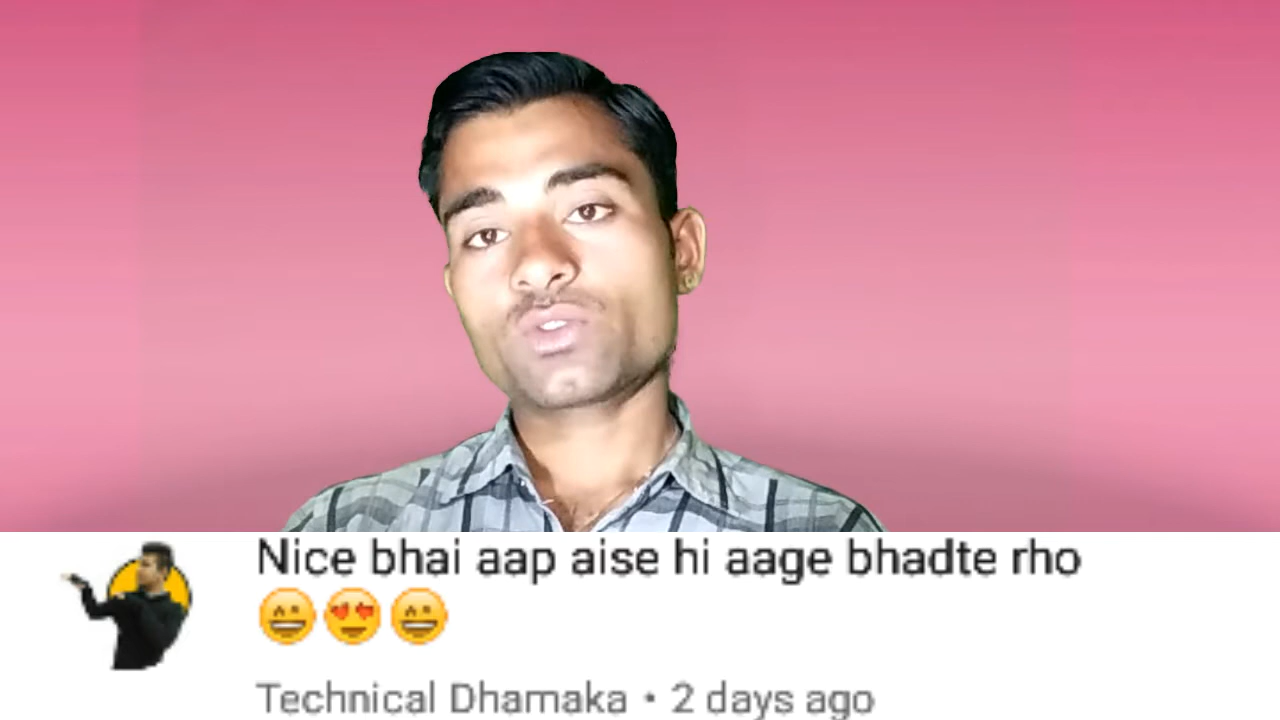 Nice bhai aap aise hi aage bhadte rho
😄😍😄
Technical Dhamaka • 2 days ago